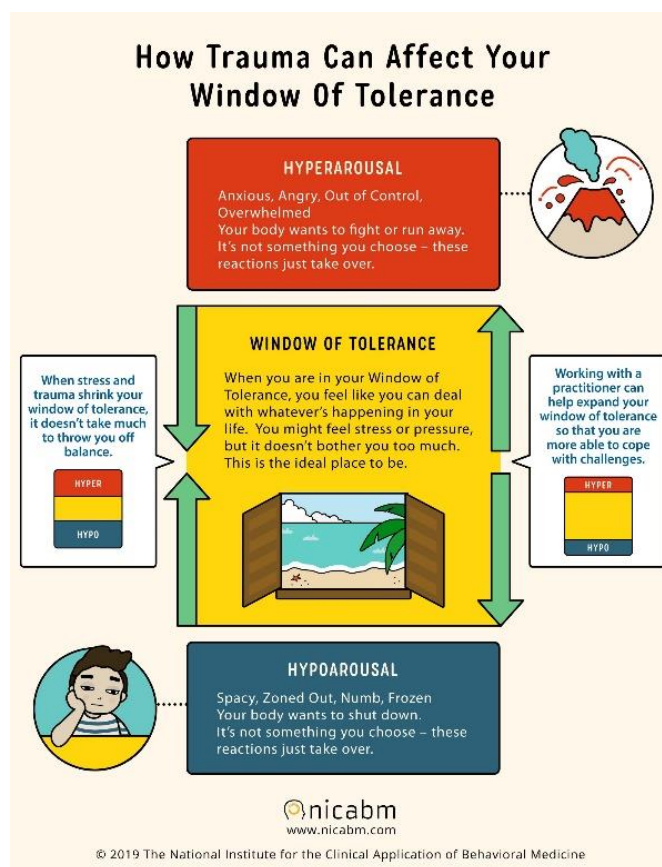 How Trauma Can Affect Your
Window Of Tolerance
HYPERAROUSAL
Anxious, Angry, Out of Control,
Overwhelmed
Your body wants to fight or run away.
It's not something you choose – these
reactions just take over.
When stress and
trauma shrink your
window of tolerance,
it doesn't take much
to throw you off
balance.
HYPER
HYPO
WINDOW OF TOLERANCE
When you are in your Window of
Tolerance, you feel like you can deal
with whatever's happening in your
life. You might feel stress or pressure,
but it doesn't bother you too much.
This is the ideal place to be.
Working with a
practitioner can
help expand your
window of tolerance
so that you are
more able to cope
with challenges.
HYPER
HYPO
HYPOAROUSAL
Spacy, Zoned Out, Numb, Frozen
Your body wants to shut down.
It's not something you choose – these
reactions just take over.
nicabm
www.nicabm.com
© 2019 The National Institute for the Clinical Application of Behavioral Medicine